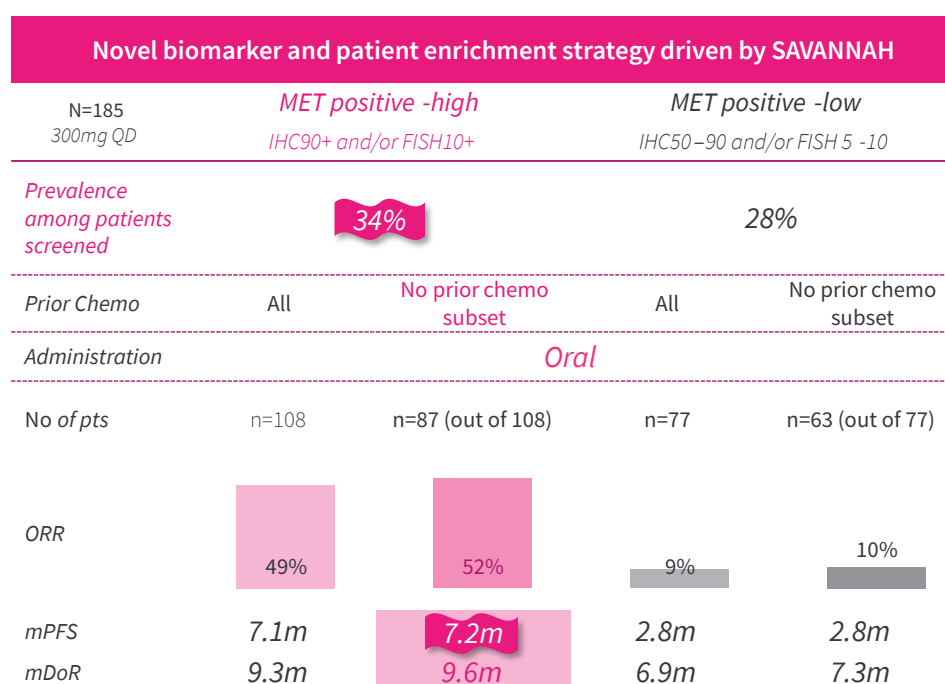 Novel biomarker and patient enrichment strategy driven by SAVANNAH
N=185
300mg QD
MET positive -high
IHC90+ and/or FISH10+
MET positive -low
IHC50–90 and/or FISH 5 -10
Prevalence
among patients
screened
34%
28%
Prior Chemo
All
No prior chemo
subset
All
No prior chemo
subset
Administration
Oral
No of pts
n=108
n=87 (out of 108)
n=77
n=63 (out of 77)
ORR
49%
52%
9%
10%
mPFS
7.1m
7.2m
2.8m
2.8m
mDoR
9.3m
9.6m
6.9m
7.3m